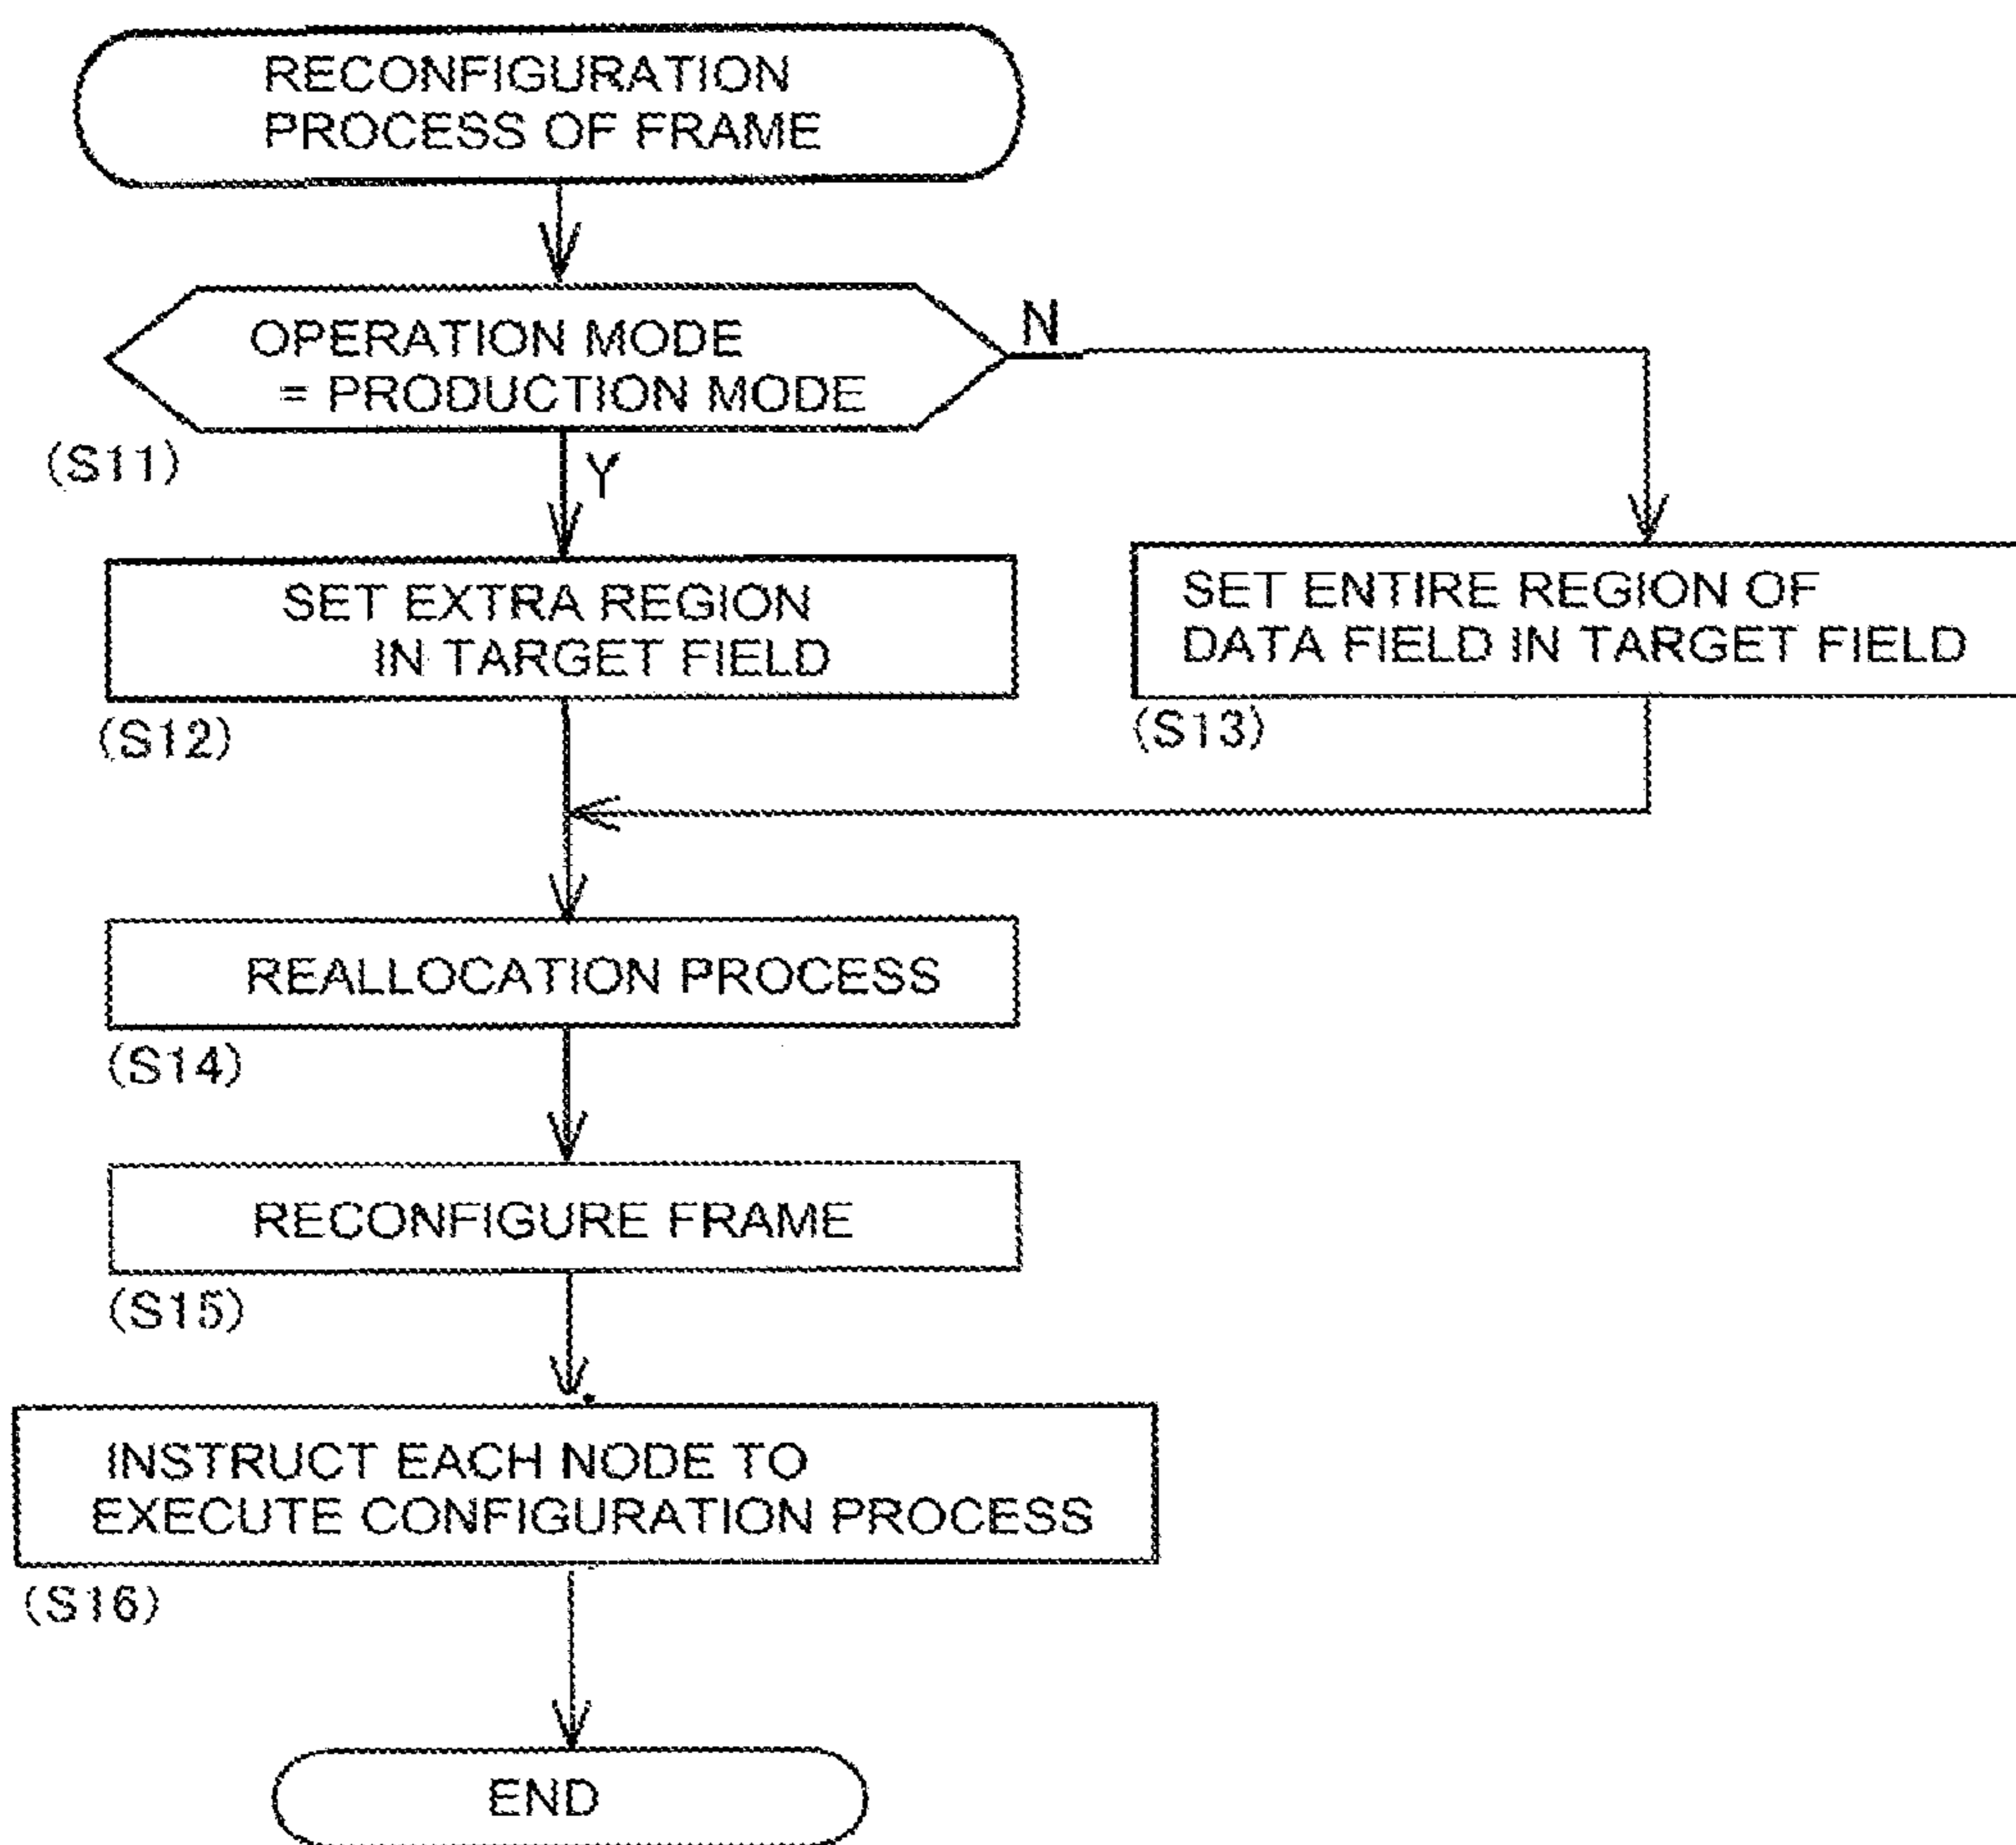 RECONFIGURATION
PROCESS OF FRAME
OPERATION MODE
= PRODUCTION MODE
N
(S11)
Y
SET EXTRA REGION
IN TARGET FIELD
(S12)
SET ENTIRE REGION OF
DATA FIELD IN TARGET FIELD
(S13)
REALLOCATION PROCESS
(S14)
RECONFIGURE FRAME
(S15)
INSTRUCT EACH NODE TO
EXECUTE CONFIGURATION PROCESS
(S16)
END